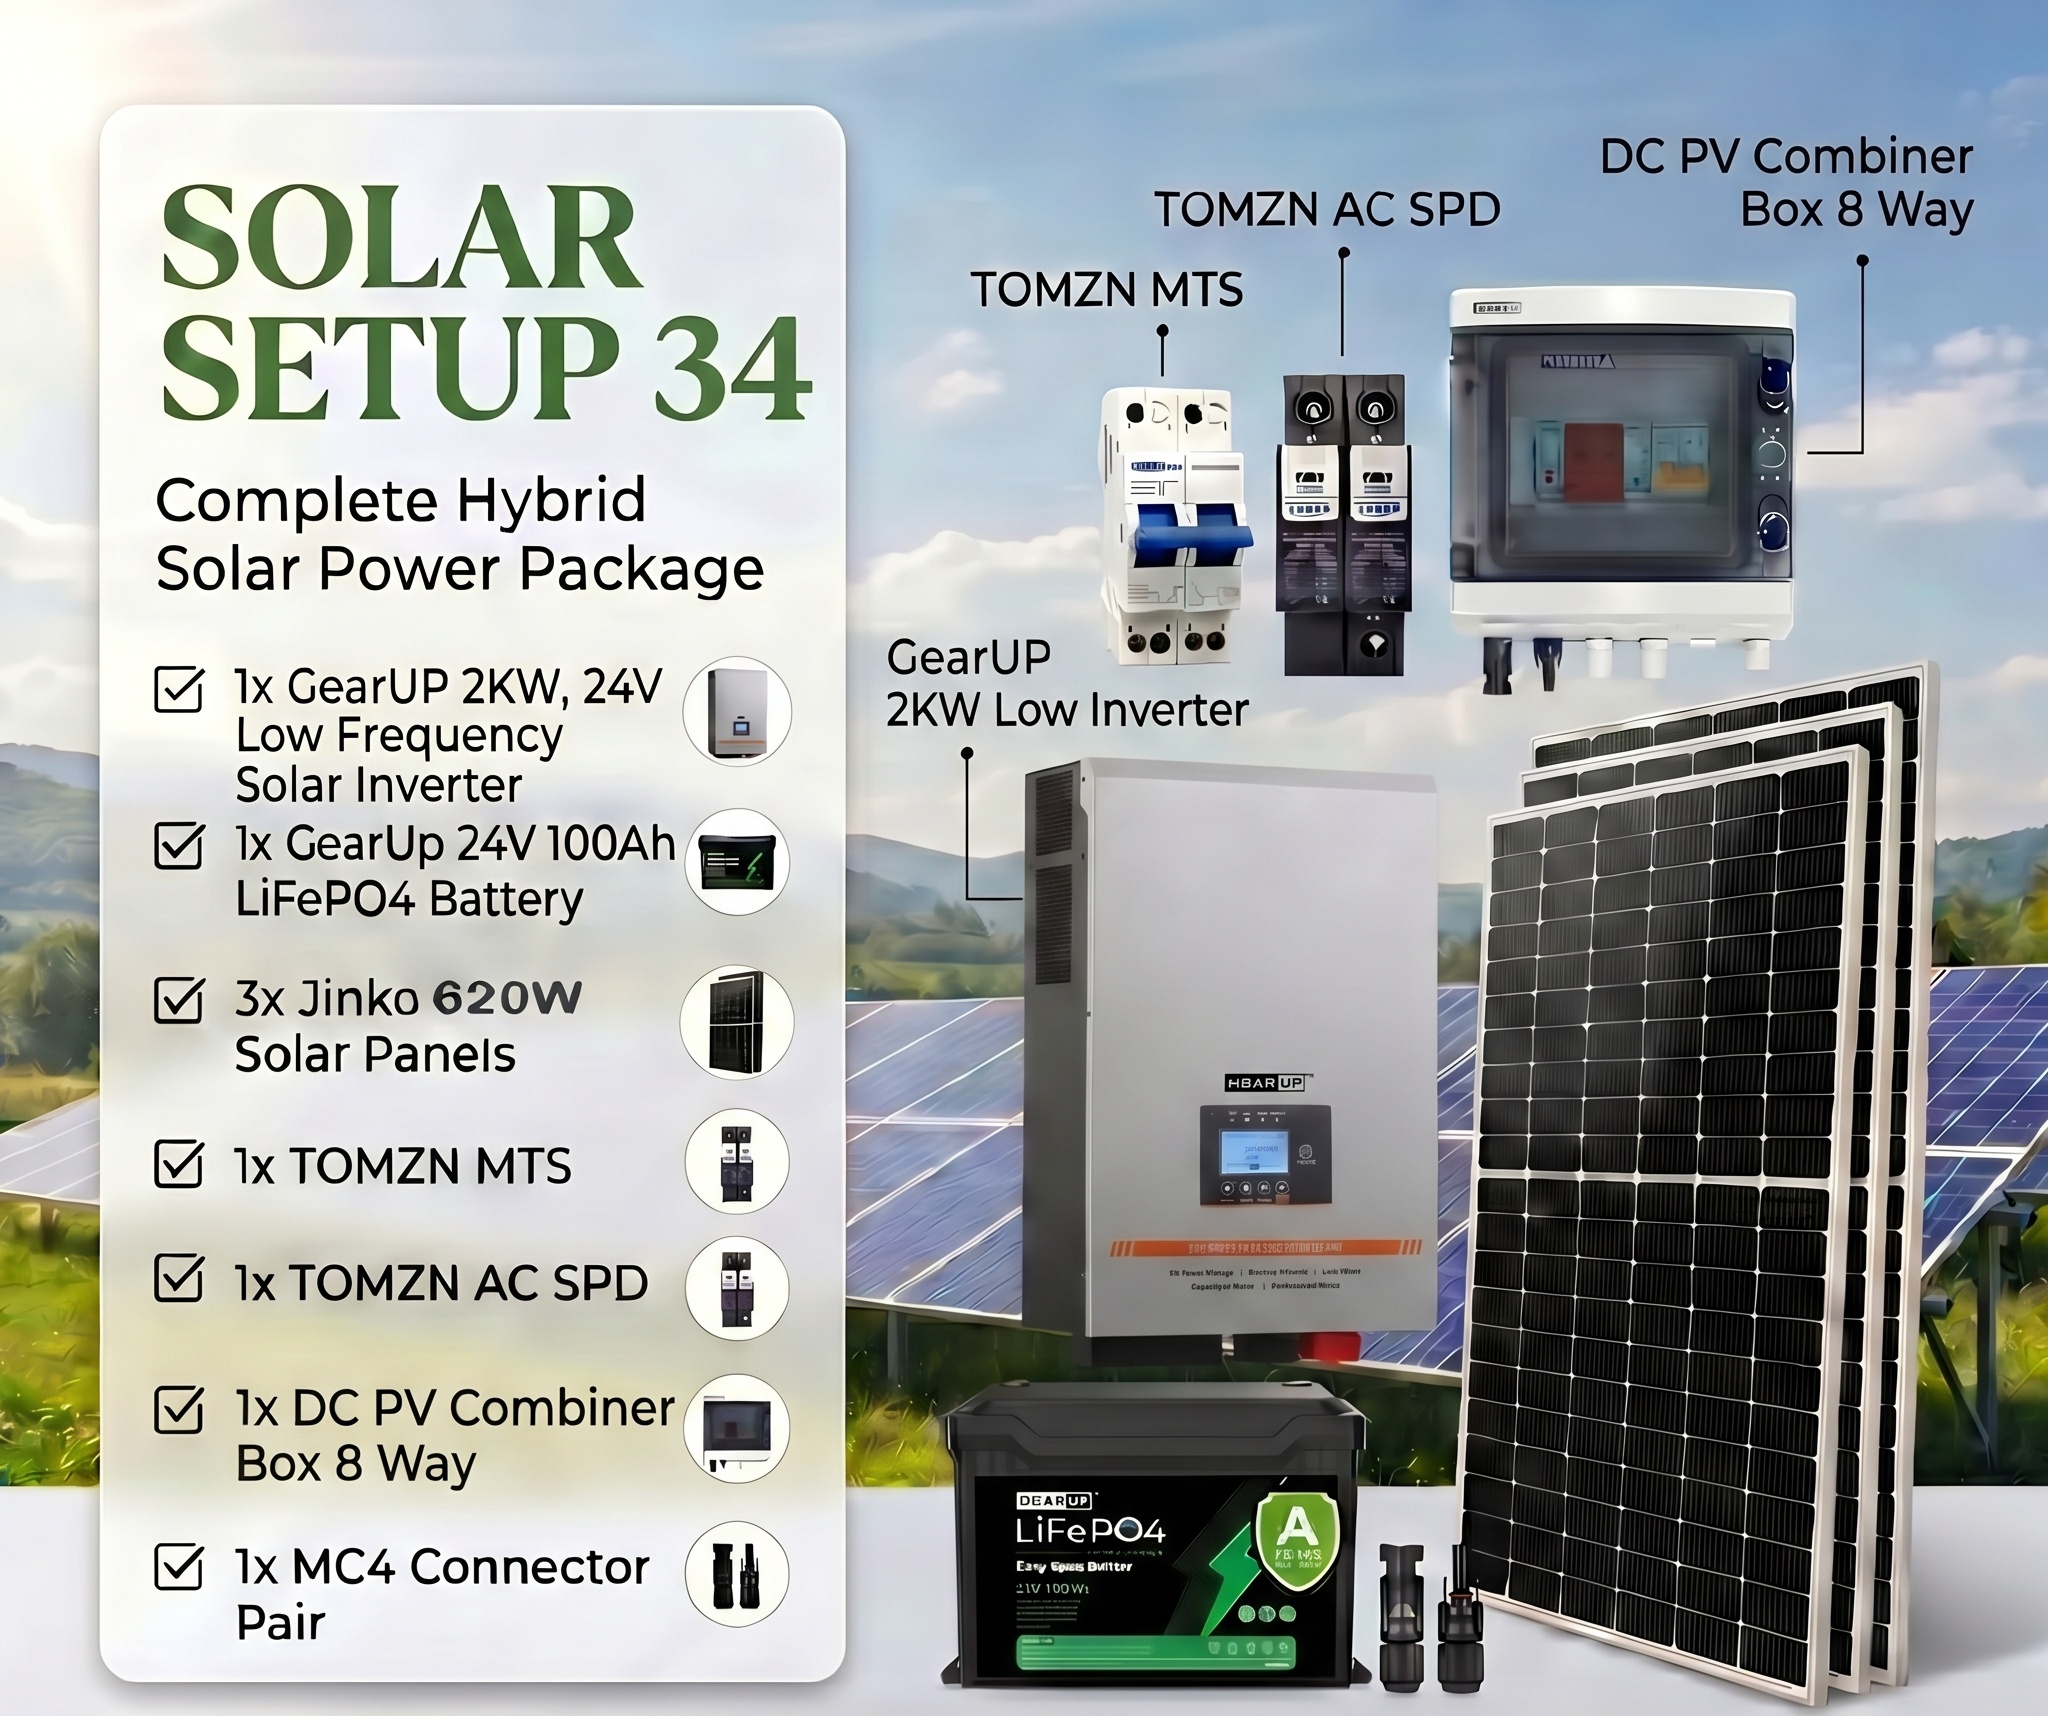 SOLAR
SETUP 34
Complete Hybrid
Solar Power Package
1x GearUP 2KW, 24V
Low Frequency
Solar Inverter
1x GearUp 24V 100Ah
LiFePO4 Battery
3x Jinko 620W
Solar Panels
1x TOMZN MTS
1x TOMZN AC SPD
1x DC PV Combiner
Box 8 Way
1x MC4 Connector
Pair
DC PV Combiner
Box 8 Way
TOMZN AC SPD
TOMZN MTS
GearUP
2KW Low Inverter
HBARUP
DEARUP
LiFePO4
A